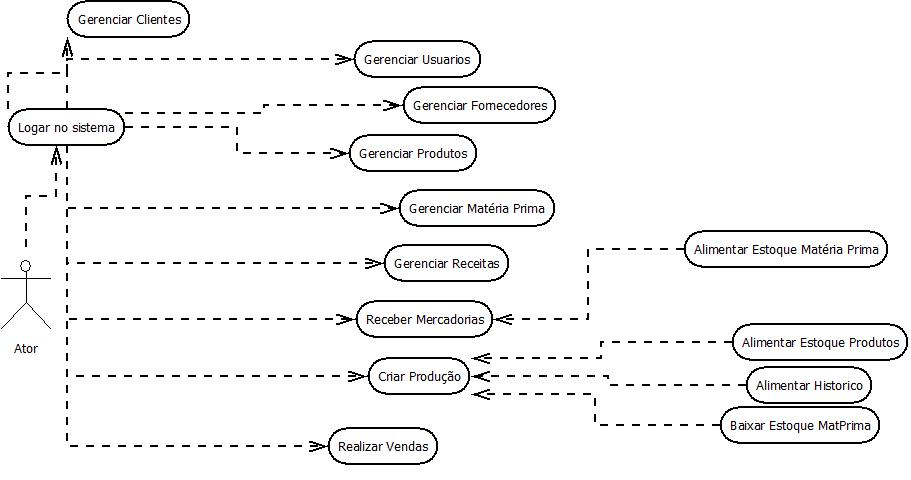 Gerenciar Clientes
Gerenciar Usuarios
Gerenciar Fornecedores
Logar no sistema
Gerenciar Produtos
Gerenciar Matéria Prima
Alimentar Estoque Matéria Prima
Gerenciar Receitas
Receber Mercadorias
Ator
Alimentar Estoque Produtos
Criar Produção
Alimentar Historico
Baixar Estoque MatPrima
Realizar Vendas